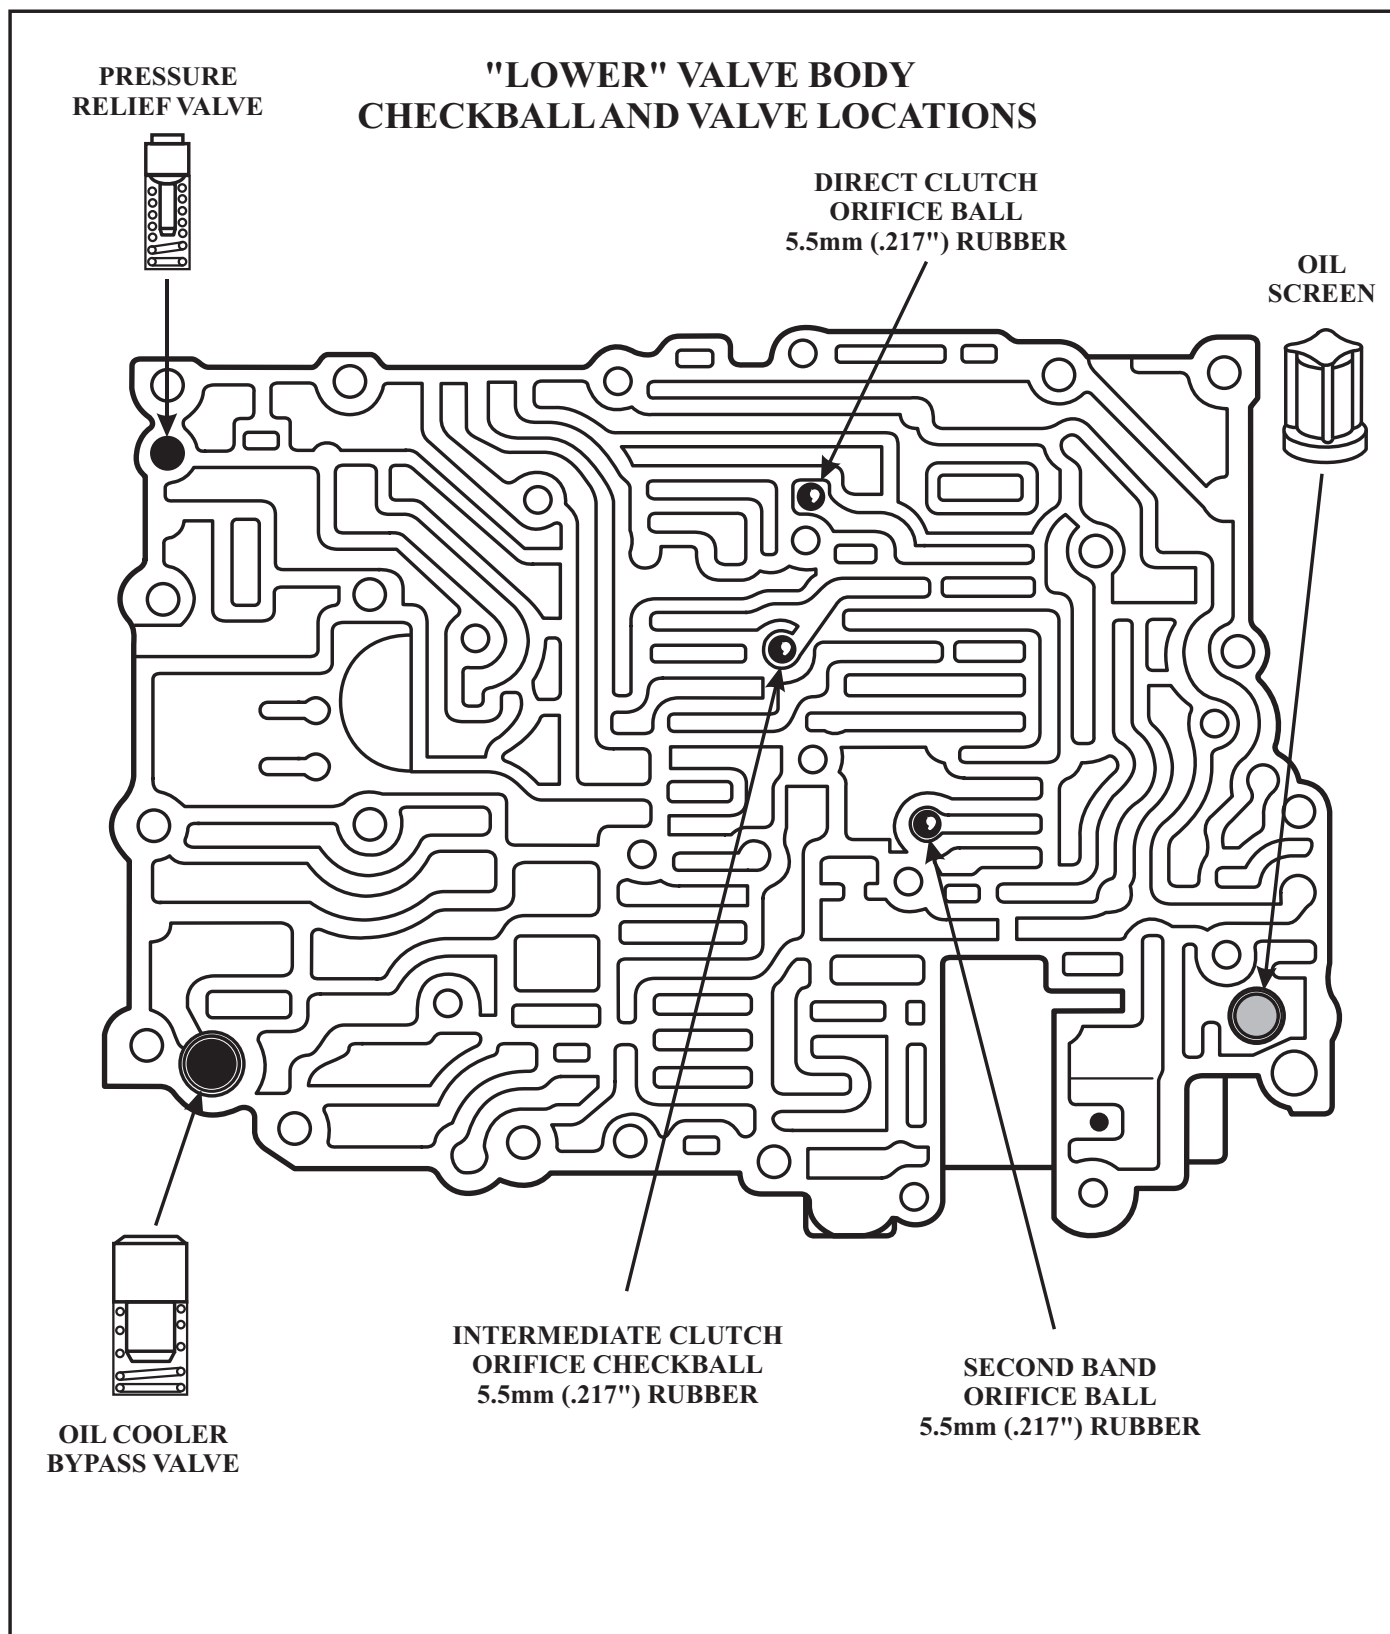 "LOWER" VALVE BODY
CHECKBALL AND VALVE LOCATIONS
PRESSURE
RELIEF VALVE
DIRECT CLUTCH
ORIFICE BALL
5.5mm (.217") RUBBER
OIL
SCREEN
INTERMEDIATE CLUTCH
ORIFICE CHECKBALL
5.5mm (.217") RUBBER
SECOND BAND
ORIFICE BALL
5.5mm (.217") RUBBER
OIL COOLER
BYPASS VALVE